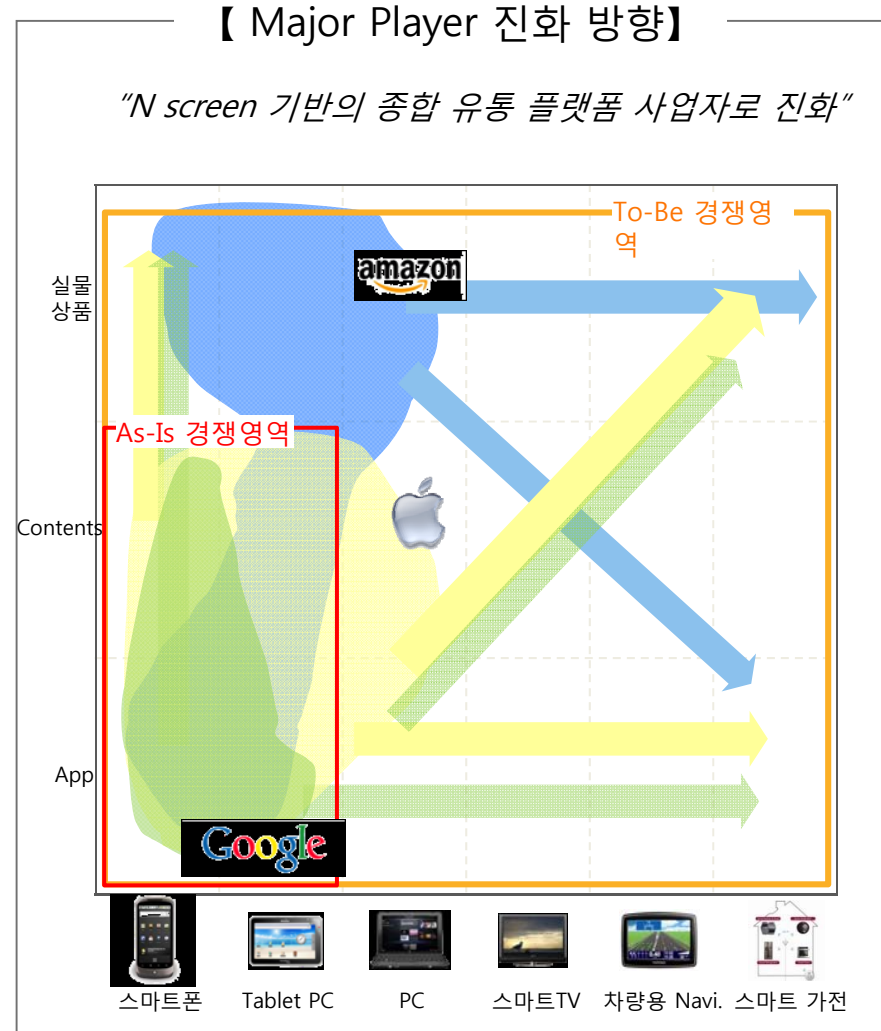 【 Major Player 진화 방향】
“N screen 기반의 종합 유통 플랫폼 사업자로 진화”
To-Be 경쟁영
역
amazon
실물
상품
As-Is 경쟁영역
Contents
App
Google
스마트폰
Tablet PC
PC
스마트TV
차량용 Navi.
스마트 가전